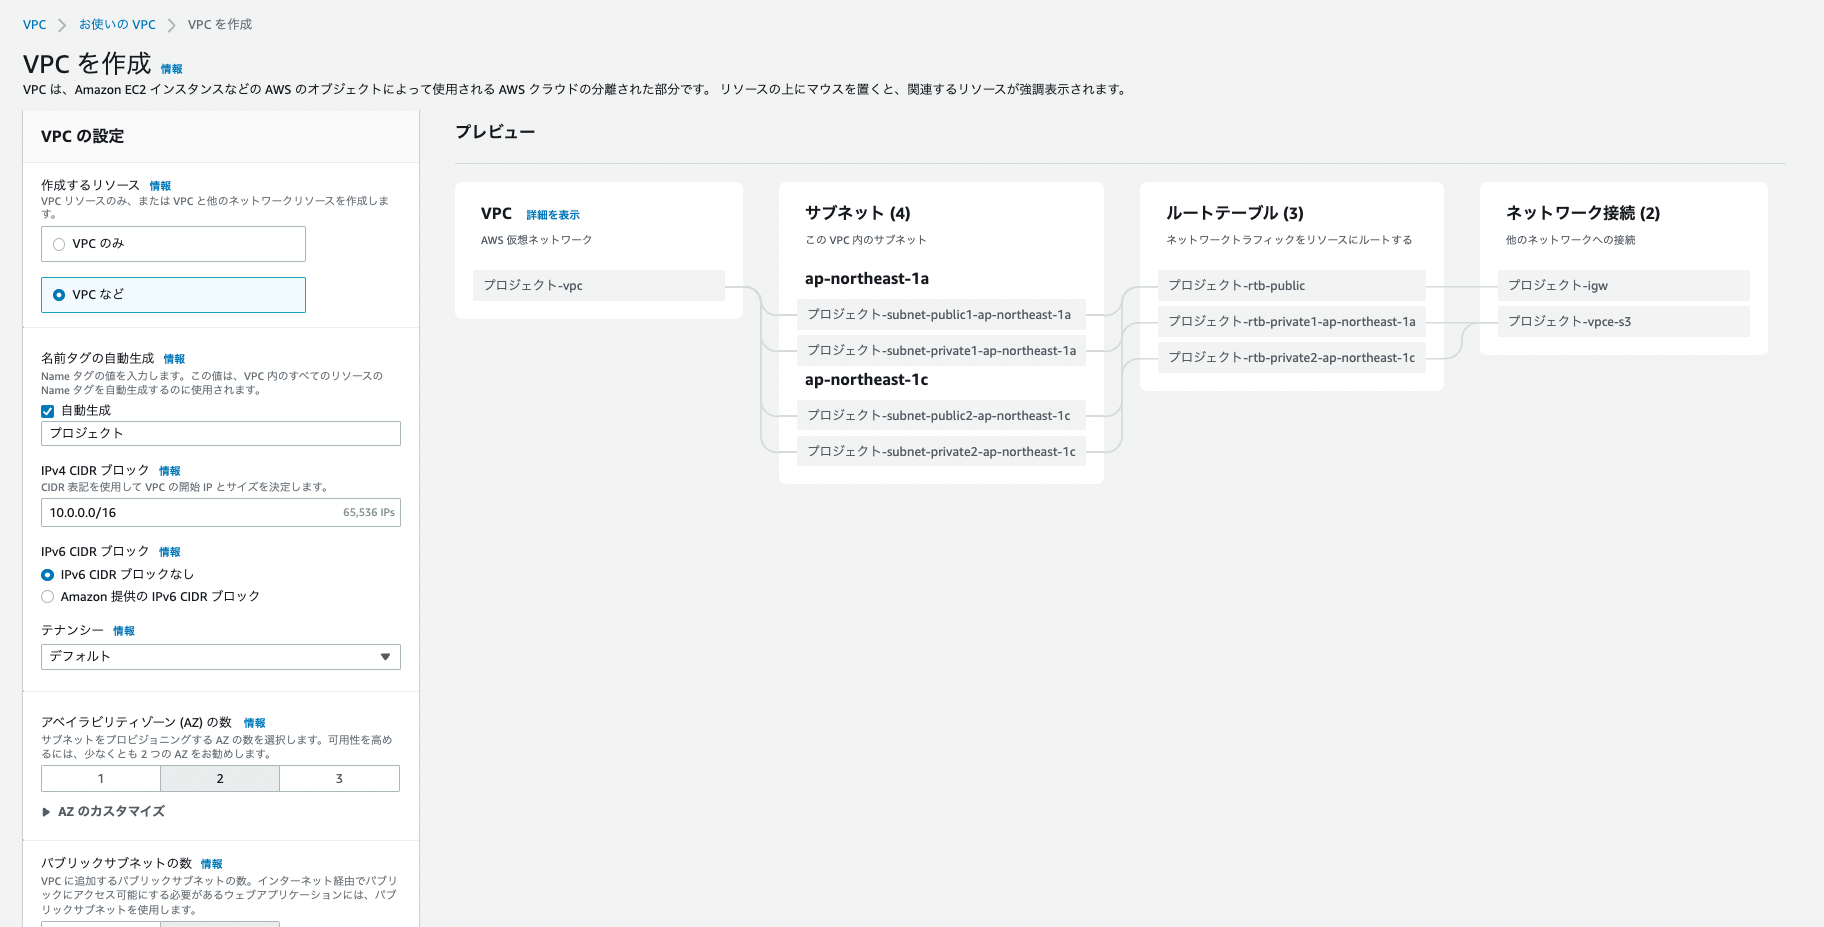 VPC お使いの VPC VPC を作成
VPC を作成 情報
VPC は、Amazon EC2 インスタンスなどの AWS のオブジェクトによって使用される AWS クラウドの分離された部分です。 リソースの上にマウスを置くと、関連するリソースが強調表示されます。
VPC の設定
作成するリソース 情報
VPC リソースのみ、または VPC と他のネットワークリソースを作成しま
す。
VPC のみ
VPC など
名前タグの自動生成 情報
Name タグの値を入力します。この値は、VPC 内のすべてのリソースの
Name タグを自動生成するのに使用されます。
自動生成
プロジェクト
IPv4 CIDR ブロック 情報
CIDR 表記を使用して VPC の開始 IP とサイズを決定します。
10.0.0.0/16 65,536 IPs
IPv6 CIDR ブロック 情報
IPv6 CIDR ブロックなし
Amazon 提供の IPv6 CIDR ブロック
テナンシー 情報
デフォルト
アベイラビリティゾーン (AZ) の数 情報
サブネットをプロビジョニングする AZ の数を選択します。可用性を高め
るには、少なくとも 2 つの AZ をお勧めします。
1 2 3
AZ のカスタマイズ
パブリックサブネットの数 情報
VPC に追加するパブリックサブネットの数。インターネット経由でパブリ
ックにアクセス可能にする必要があるウェブアプリケーションには、パブ
リックサブネットを使用します。
プレビュー
VPC 詳細を表示
AWS 仮想ネットワーク
プロジェクト-vpc
サブネット (4)
この VPC 内のサブネット
ap-northeast-1a
プロジェクト-subnet-public1-ap-northeast-1a
プロジェクト-subnet-private1-ap-northeast-1a
ap-northeast-1c
プロジェクト-subnet-public2-ap-northeast-1c
プロジェクト-subnet-private2-ap-northeast-1c
ルートテーブル (3)
ネットワークトラフィックをリソースにルートする
プロジェクト-rtb-public
プロジェクト-rtb-private1-ap-northeast-1a
プロジェクト-rtb-private2-ap-northeast-1c
ネットワーク接続 (2)
他のネットワークへの接続
プロジェクト-igw
プロジェクト-vpce-s3